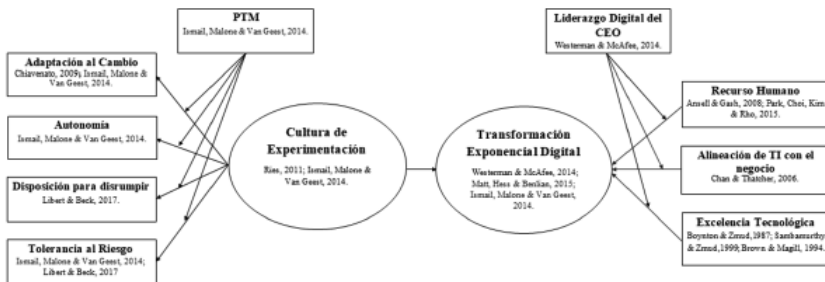 PTM
Ismail, Malone & Van Geest, 2014.
Adaptación al Cambio
Chiavenato, 2009; Ismail, Malone &
Van Geest, 2014.
Autonomía
Ismail, Malone & Van Geest, 2014.
Disposición para disrumpir
Libert & Beck, 2017.
Tolerancia al Riesgo
Ismail, Malone & Van Geest, 2014;
Libert & Beck, 2017
Cultura de
Experimentación
Ries, 2011; Ismail, Malone &
Van Geest, 2014.
Transformación
Exponencial Digital
Westerman & McAfee, 2014;
Matt, Hess & Benlian, 2015;
Ismail, Malone & Van Geest,
2014.
Liderazgo Digital del
CEO
Westerman & McAfee, 2014.
Recurso Humano
Ansell & Gash, 2008; Park, Choi, Kim
& Rho, 2015.
Alineación de TI con el
negocio
Chan & Thatcher, 2006.
Excelencia Tecnológica
Boynton & Zmud,1987; Sambamurthy
& Zmud,1999; Brown & Magill, 1994.